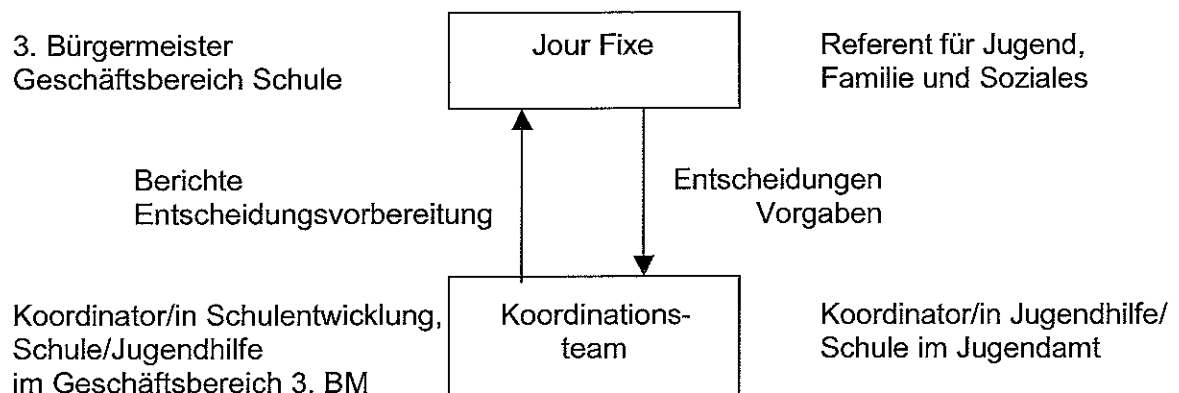 3. Bürgermeister
Geschäftsbereich Schule
Jour Fixe
Referent für Jugend,
Familie und Soziales
Berichte
Entscheidungsvorbereitung
Entscheidungen
Vorgaben
Koordinator/in Schulentwicklung,
Schule/Jugendhilfe
im Geschäftsbereich 3. BM
Koordinations-
team
Koordinator/in Jugendhilfe/
Schule im Jugendamt